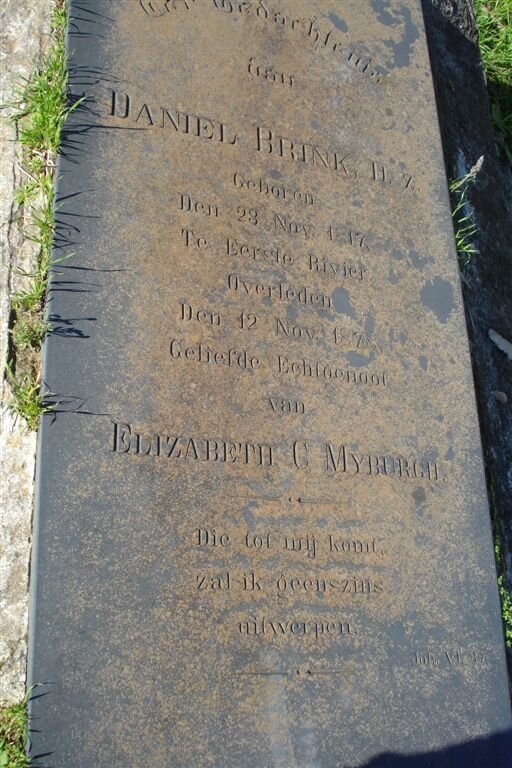 Ter Gedachtenis
van
DANIEL BRINK, D. Z.
Geboren
Den 23 Nov. 1847.
Te Eerste Rivier.
Overleden
Den 12 Nov.
Geliefde Echtgenoot
van
ELIZABETH C MYBURGH.
Die tot mij komt,
zal ik geenszins
uitwerpen.
Joh. VI. 37